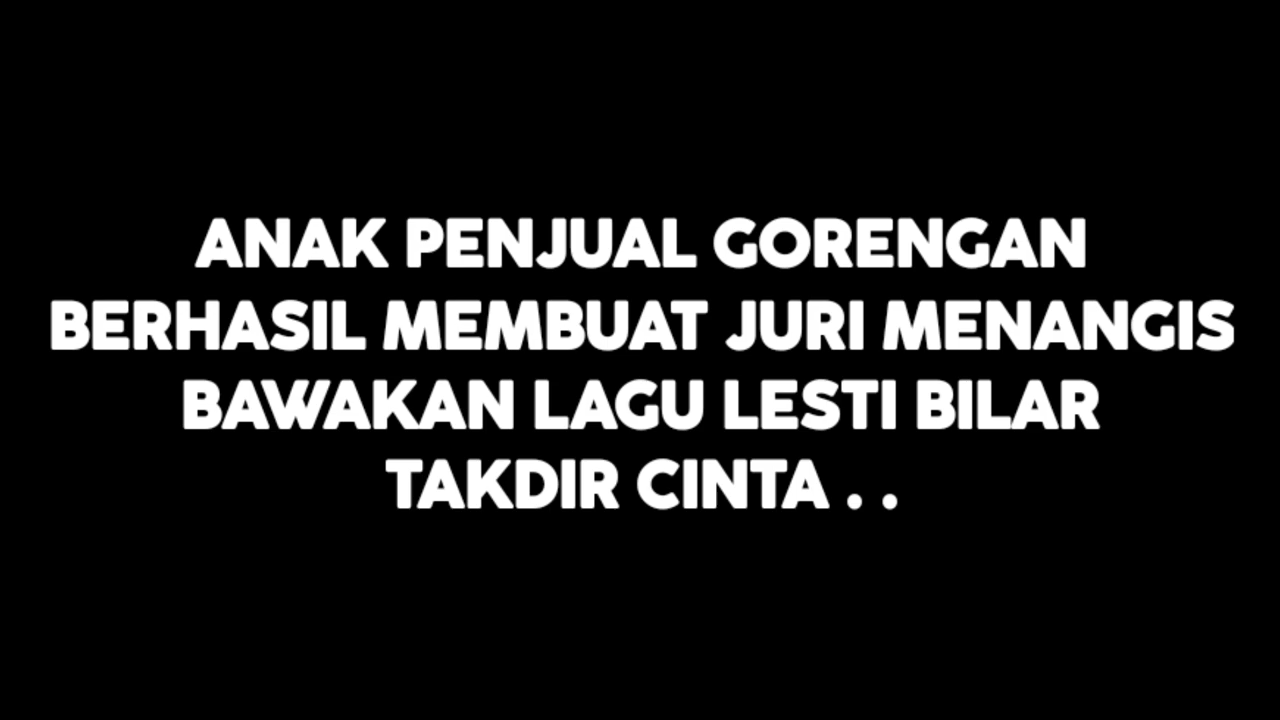 ANAK PENJUAL GORENGAN
BERHASIL MEMBUAT JURI MENANGIS
BAWAKAN LAGU LESTI BILAR
TAKDIR CINTA . .